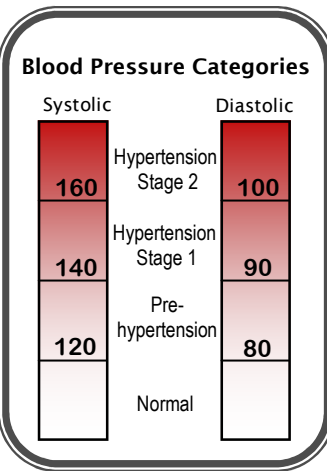 Blood Pressure Categories
Systolic
Diastolic
Hypertension
Stage 2
160
100
Hypertension
Stage 1
140
90
Pre-
hypertension
120
80
Normal